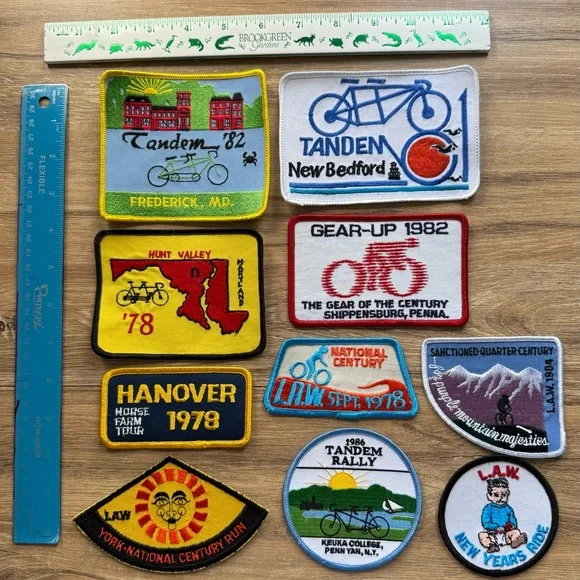 BROOKGREEN
Gardens
FLEXIBLE
Tandem '82
FREDERICK, MD.
TANDEM
New Bedford
HUNT VALLEY
MARYLAND
'78
GEAR-UP 1982
THE GEAR OF THE CENTURY
SHIPPENSBURG, PENNA.
HANOVER
HORSE
FARM
TOUR
1978
NATIONAL
CENTURY
L.A.W. SEPT. 1978
SANCTIONED-QUARTER-CENTURY
L.A.W. 1984
...for purple mountain majesties
LAW
YORK-NATIONAL CENTURY RUN
1986
TANDEM
RALLY
KEUKA COLLEGE,
PENN YAN, N.Y.
L.A.W.
NEW YEARS RIDE